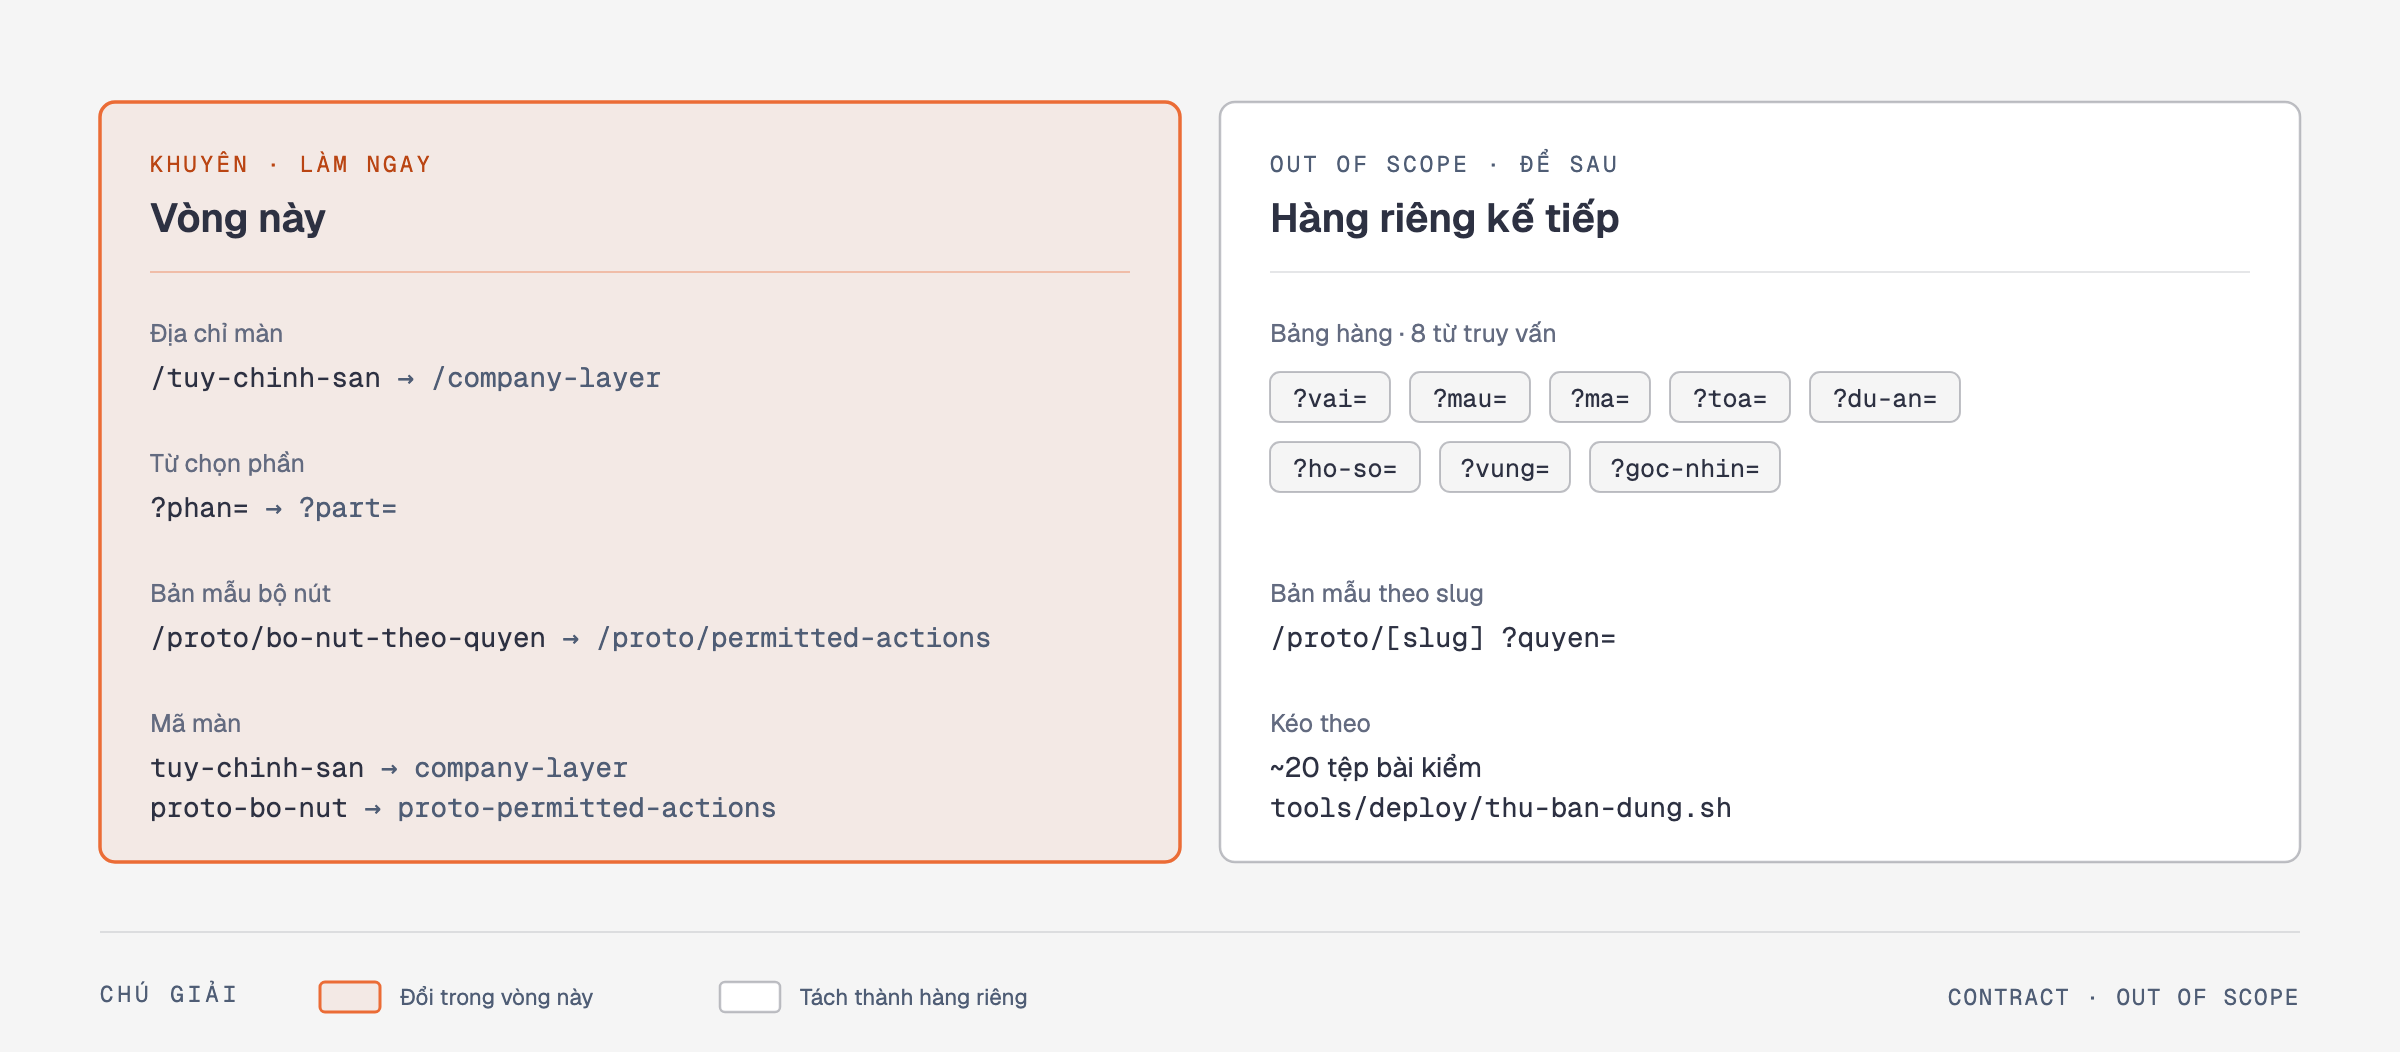 KHUYÊN · LÀM NGAY
Vòng này
Địa chỉ màn
/tuy-chinh-san → /company-layer
Từ chọn phần
?phan= → ?part=
Bản mẫu bộ nút
/proto/bo-nut-theo-quyen → /proto/permitted-actions
Mã màn
tuy-chinh-san → company-layer
proto-bo-nut → proto-permitted-actions
OUT OF SCOPE · ĐỂ SAU
Hàng riêng kế tiếp
Bảng hàng · 8 từ truy vấn
?vai= ?mau= ?ma= ?toa= ?du-an=
?ho-so= ?vung= ?goc-nhin=
Bản mẫu theo slug
/proto/[slug] ?quyen=
Kéo theo
~20 tệp bài kiểm
tools/deploy/thu-ban-dung.sh
CHÚ GIẢI
Đổi trong vòng này
Tách thành hàng riêng
CONTRACT · OUT OF SCOPE